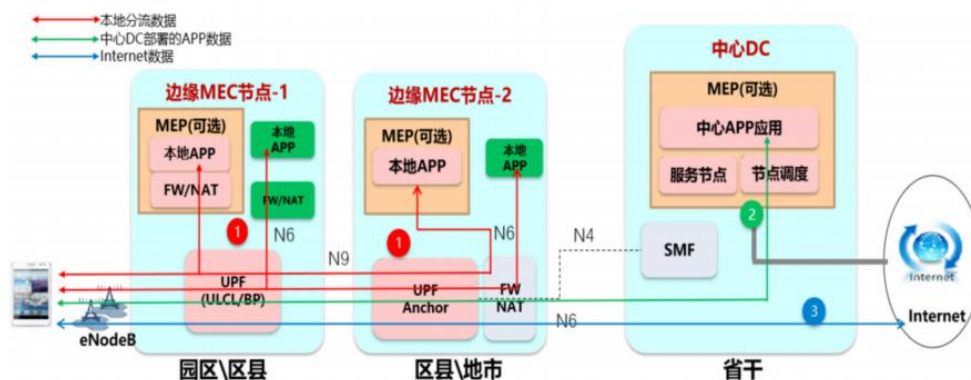 本地分流数据
中心DC部署的APP数据
Internet数据
边缘MEC节点-1
MEP(可选)
本地APP
FW/NAT
本地
APP
FW/NAT
1
N6
UPF
(ULCL/BP)
园区\区县
eNodeB
N9
边缘MEC节点-2
MEP(可选)
本地APP
本地
APP
1
N6
UPF
Anchor
FW
NAT
区县\地市
N4
N6
中心DC
MEP(可选)
中心APP应用
服务节点
节点调度
2
SMF
3
省干
Internet
Internet